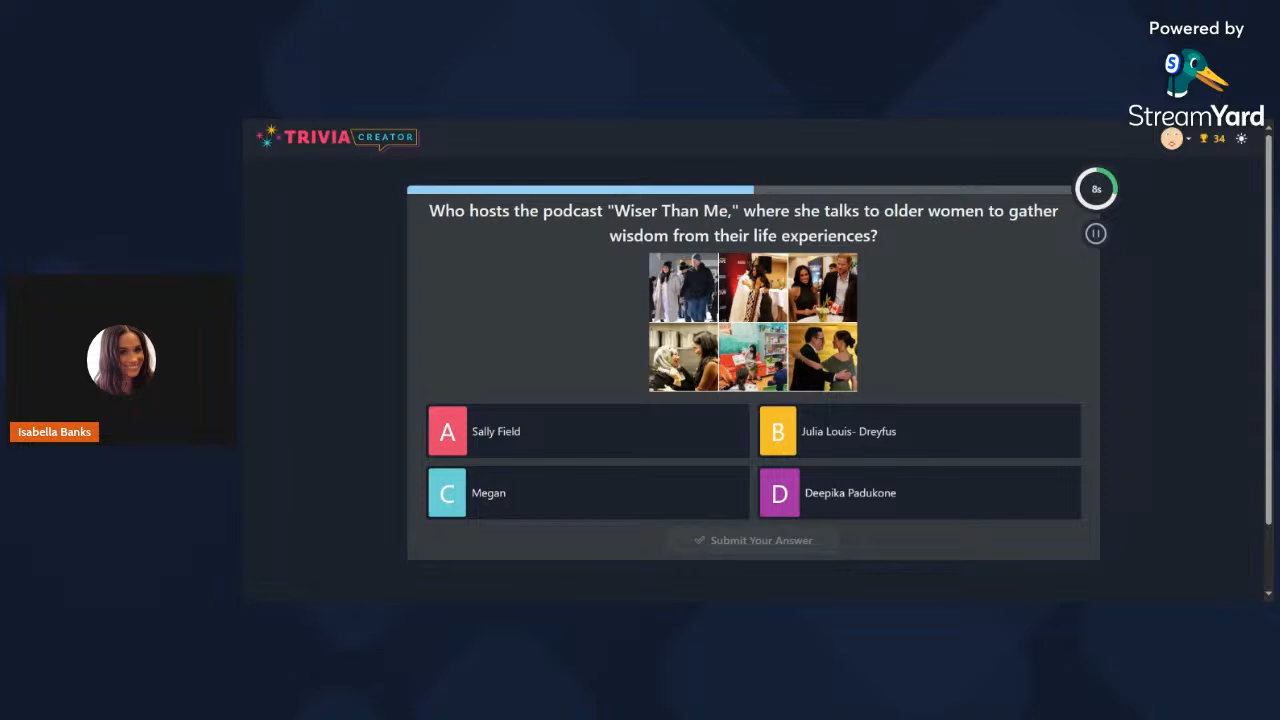 Powered by
S
StreamYard
TRIVIA CREATOR
34
8s
Who hosts the podcast "Wiser Than Me," where she talks to older women to gather
wisdom from their life experiences?
A Sally Field
B Julia Louis- Dreyfus
C Megan
D Deepika Padukone
Submit Your Answer
Isabella Banks